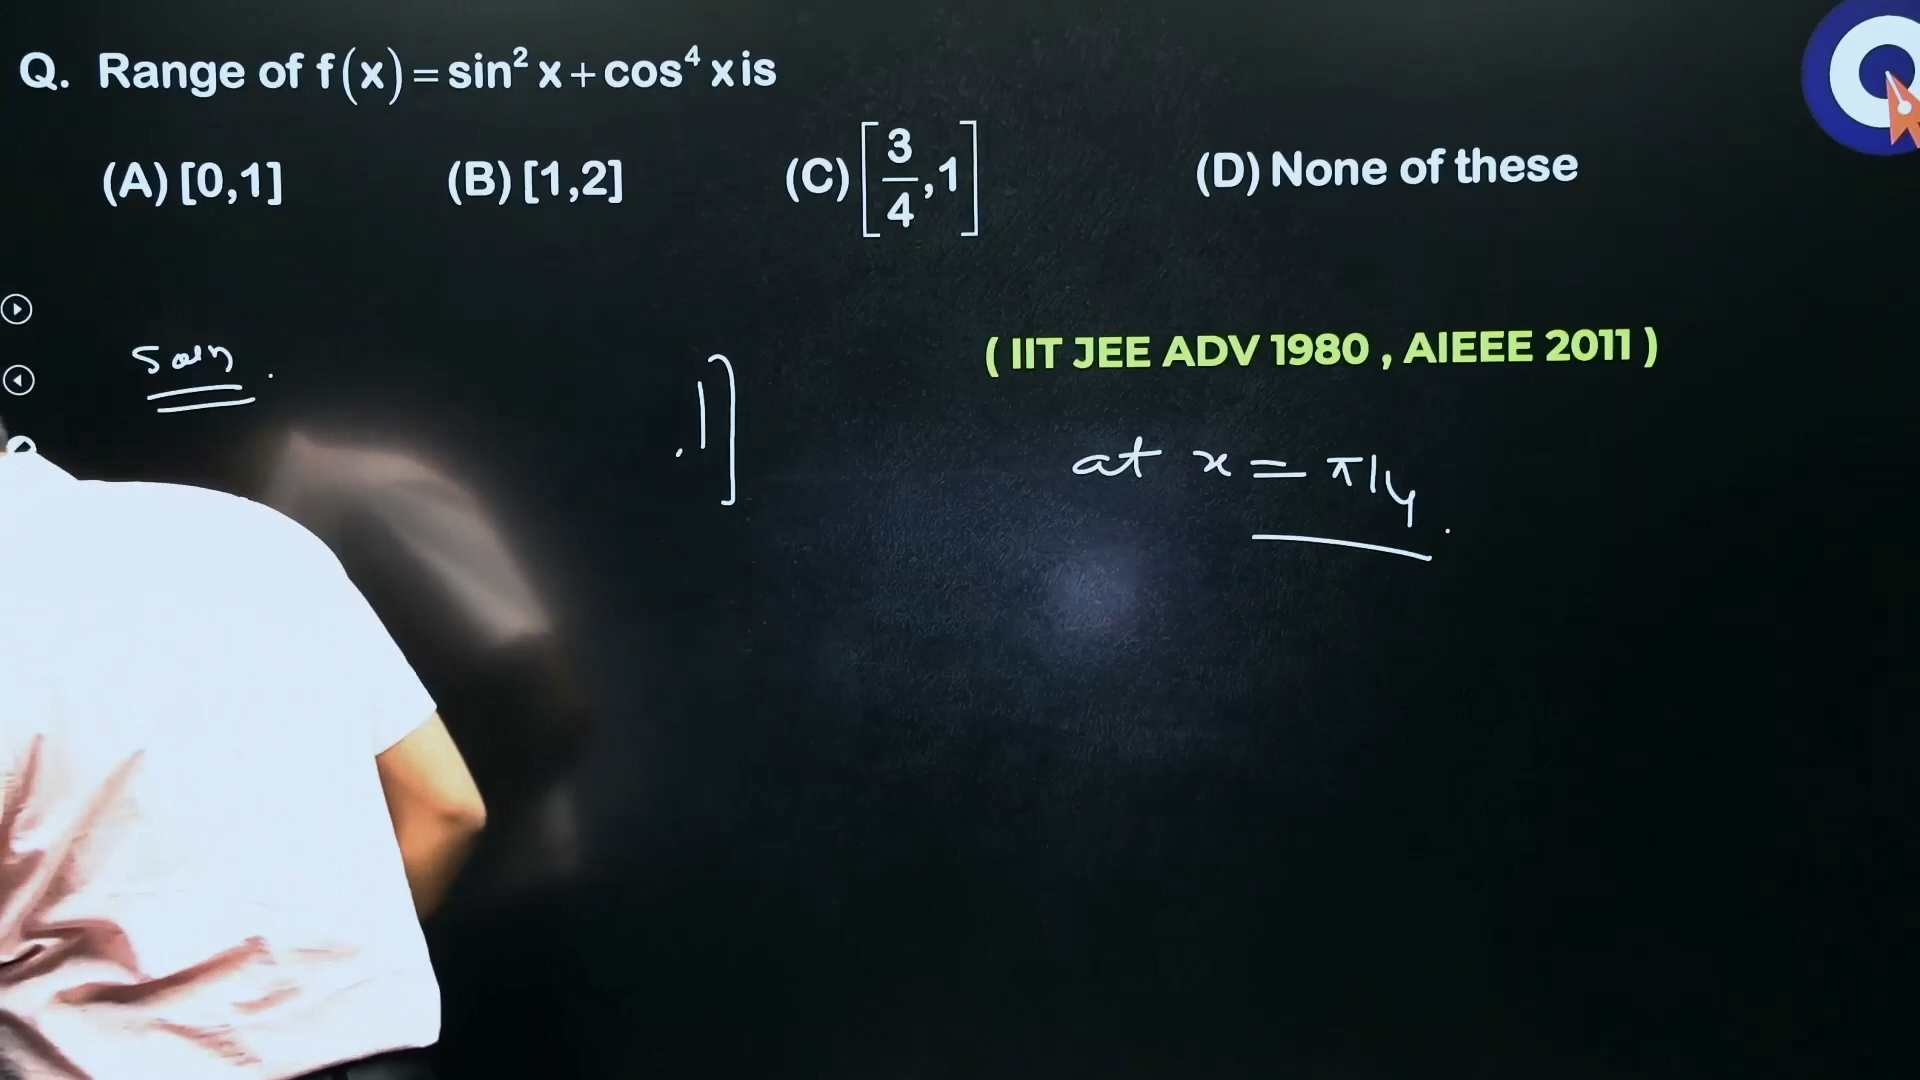 Q. Range of f(x) = sin² x + cos⁴ x is
(A) [0,1] (B) [1,2] (C) [3/4,1] (D) None of these
( IIT JEE ADV 1980 , AIEEE 2011 )
Soln.
,1]
at x = π/4.